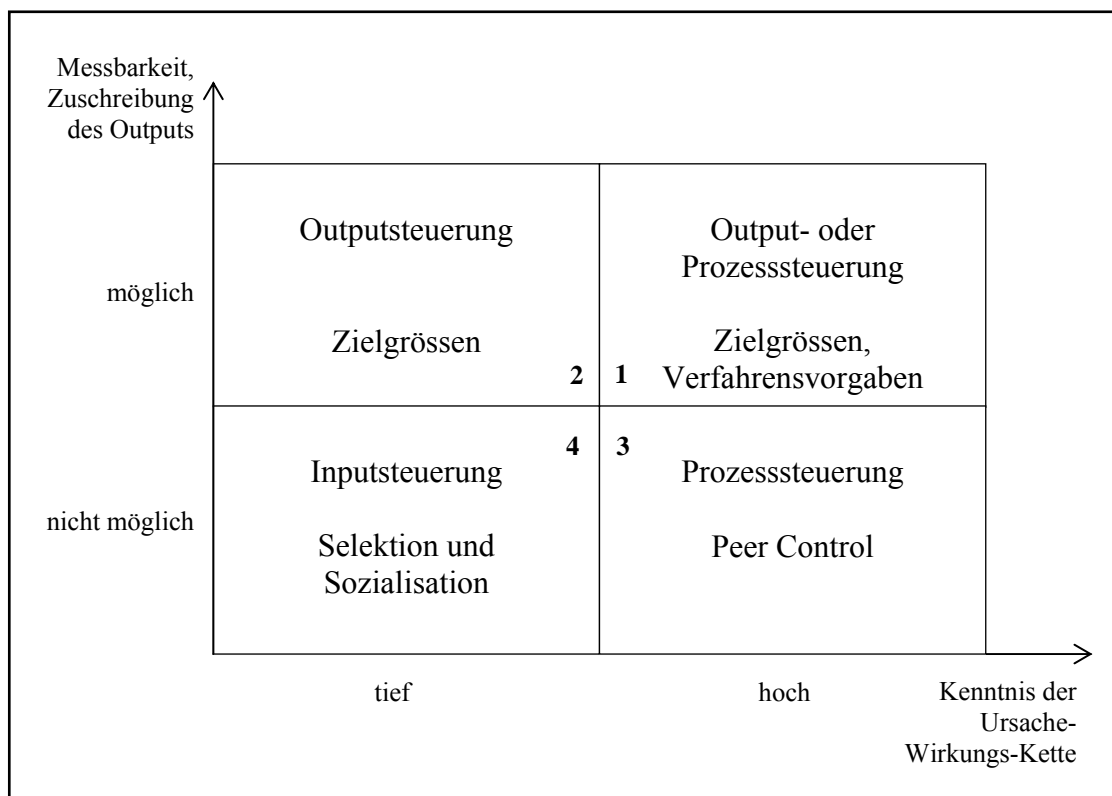 Messbarkeit,
Zuschreibung
des Outputs
möglich
nicht möglich
Outputsteuerung
Zielgrössen
2
Output- oder
Prozesssteuerung
Zielgrössen,
Verfahrensvorgaben
1
Inputsteuerung
Selektion und
Sozialisation
4
Prozesssteuerung
Peer Control
3
tief
hoch
Kenntnis der
Ursache-
Wirkungs-Kette